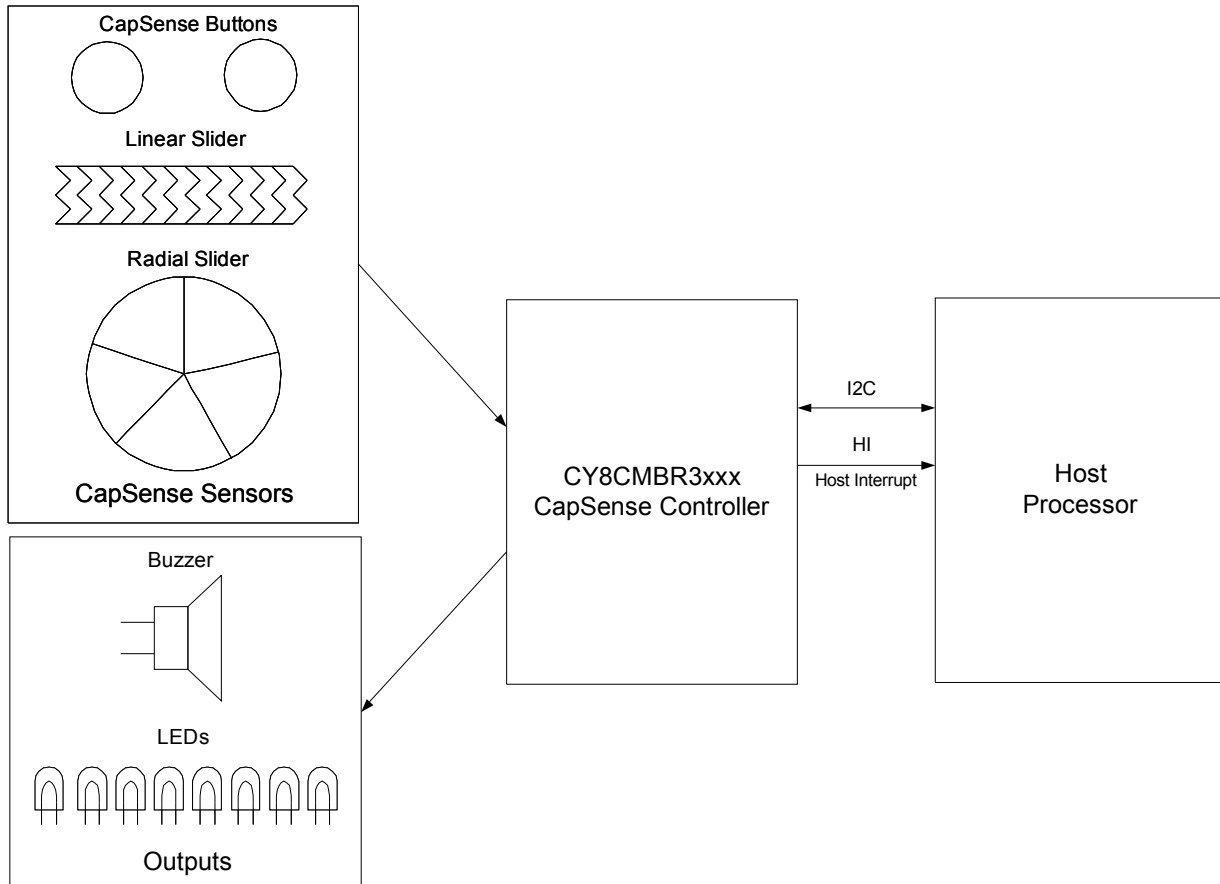 CapSense Buttons
Linear Slider
Radial Slider
CapSense Sensors
Buzzer
LEDs
Outputs
CY8CMBR3xxx
CapSense Controller
I2C
HI
Host Interrupt
Host
Processor